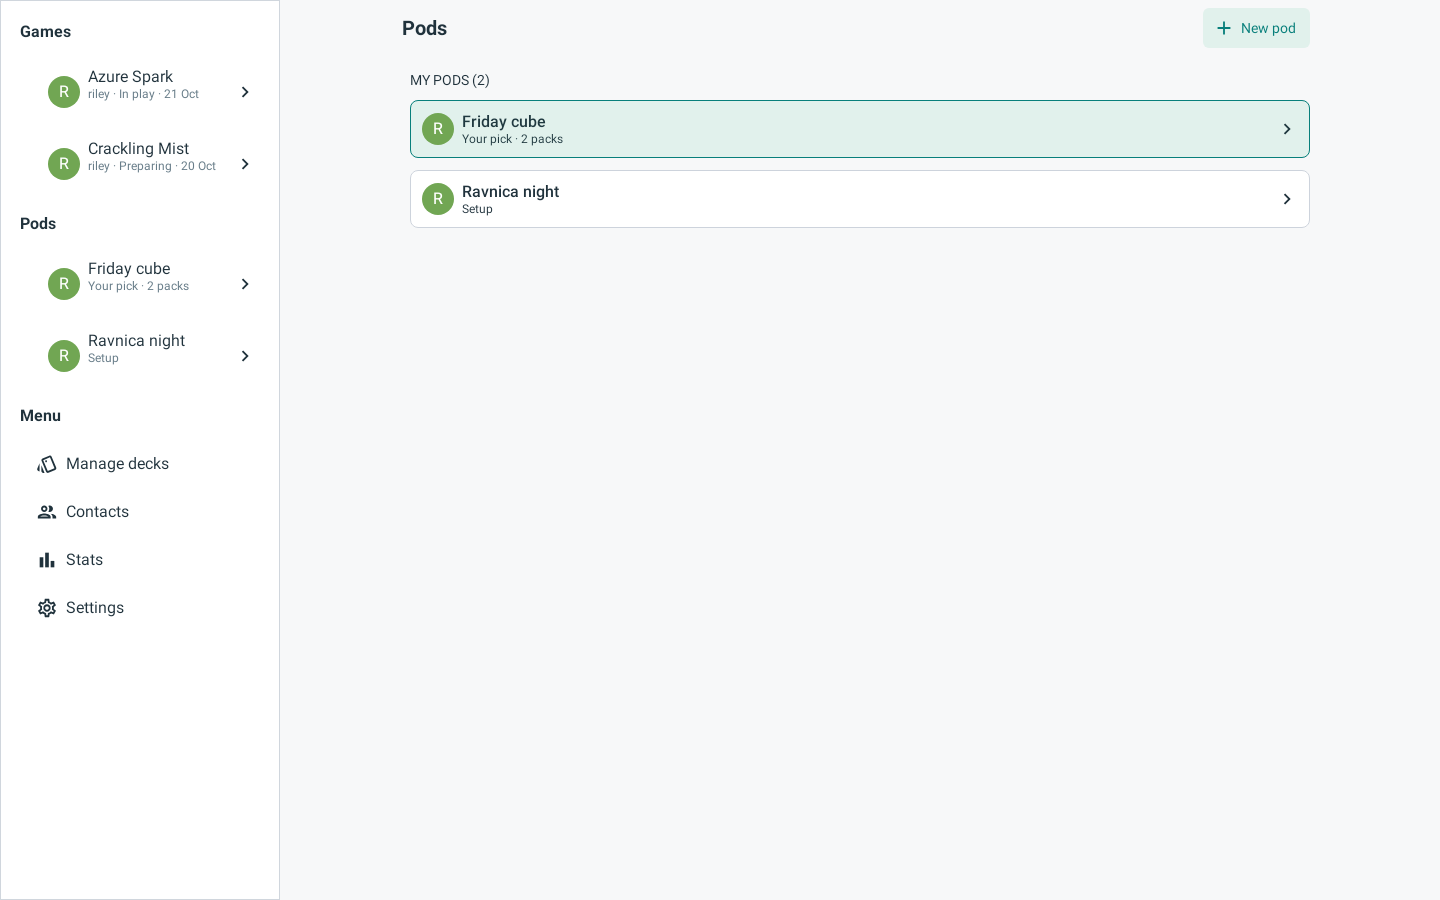 Games
R
Azure Spark
riley · In play · 21 Oct
R
Crackling Mist
riley · Preparing · 20 Oct
Pods
R
Friday cube
Your pick · 2 packs
R
Ravnica night
Setup
Menu
Manage decks
Contacts
Stats
Settings
Pods
New pod
MY PODS (2)
R
Friday cube
Your pick · 2 packs
R
Ravnica night
Setup